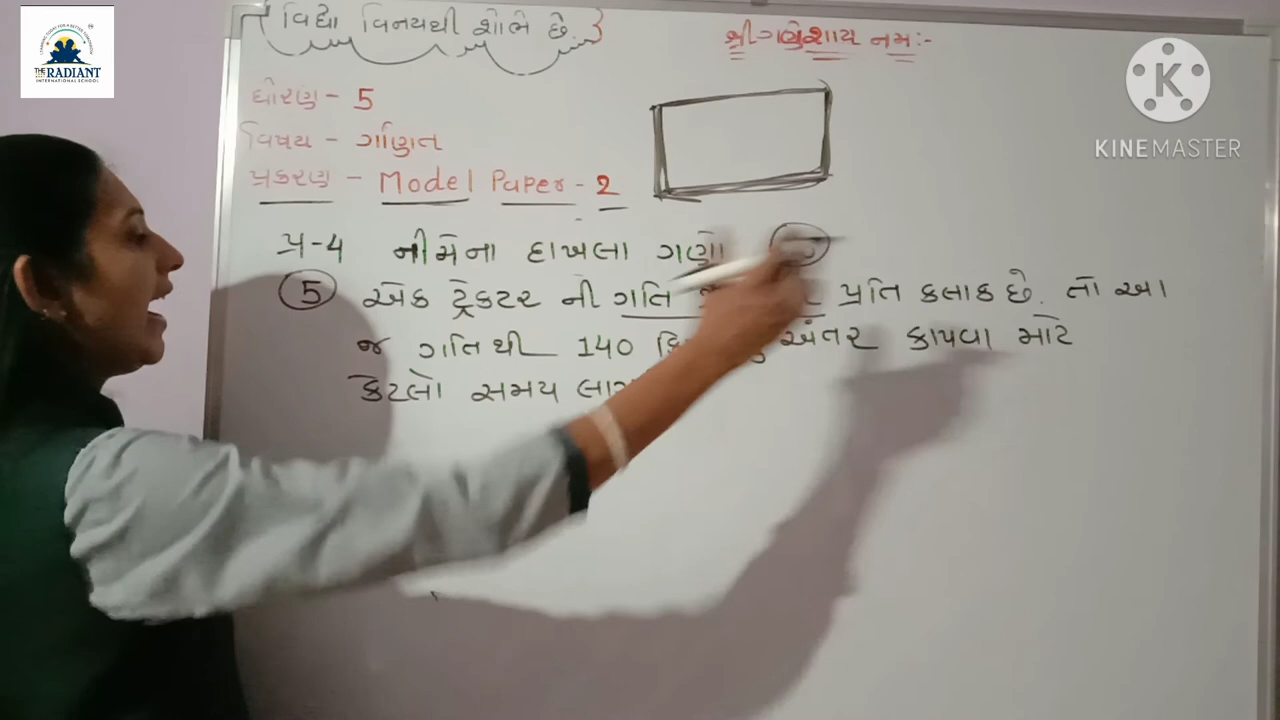 વિદ્યા વિનયથી શોભે છે.
શ્રી ગણેશાય નમઃ-
THE RADIANT
INTERNATIONAL SCHOOL
ધોરણ - 5
વિષય - ગણિત
પ્રકરણ - Model Paper - 2
KINEMASTER
પ્ર-4 નીચેના દાખલા ગણો
5 એક ટ્રેકટર ની ગતિ પ્રતિ કલાક છે. તો આ
જ ગતિથી 140 અંતર કાપવા માટે
કેટલો સમય